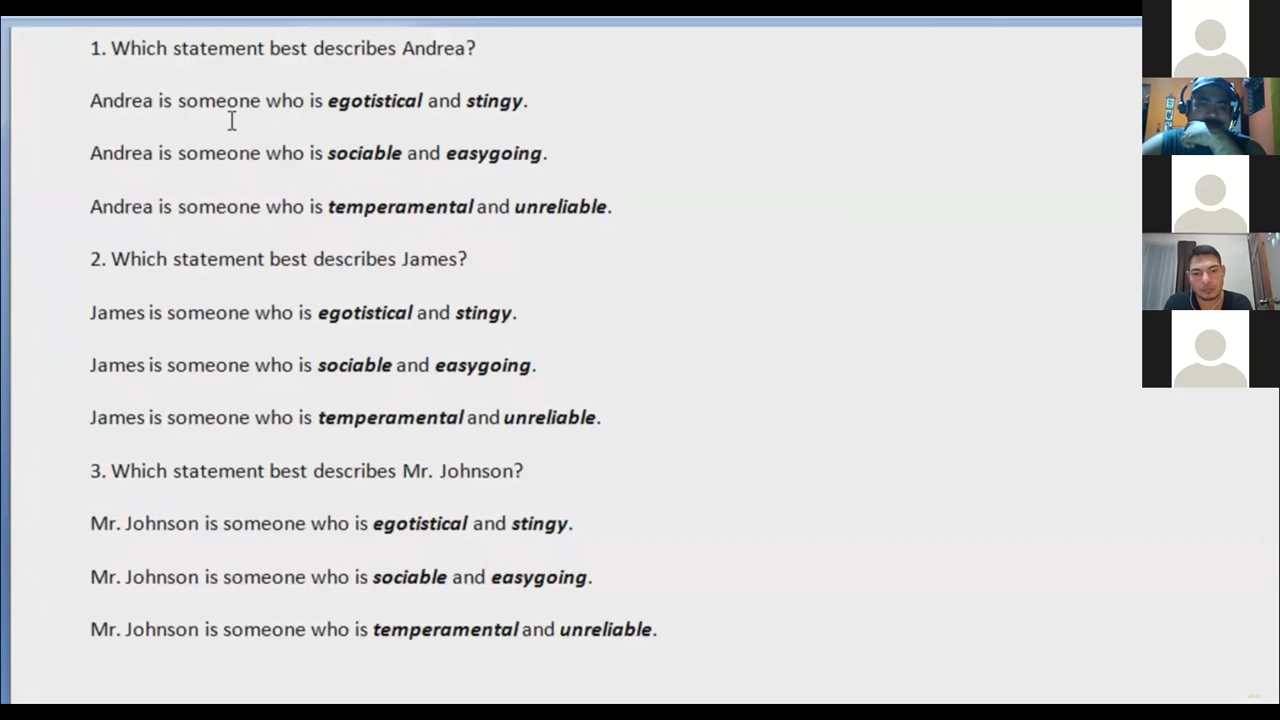 1. Which statement best describes Andrea?
Andrea is someone who is egotistical and stingy.
Andrea is someone who is sociable and easygoing.
Andrea is someone who is temperamental and unreliable.
2. Which statement best describes James?
James is someone who is egotistical and stingy.
James is someone who is sociable and easygoing.
James is someone who is temperamental and unreliable.
3. Which statement best describes Mr. Johnson?
Mr. Johnson is someone who is egotistical and stingy.
Mr. Johnson is someone who is sociable and easygoing.
Mr. Johnson is someone who is temperamental and unreliable.